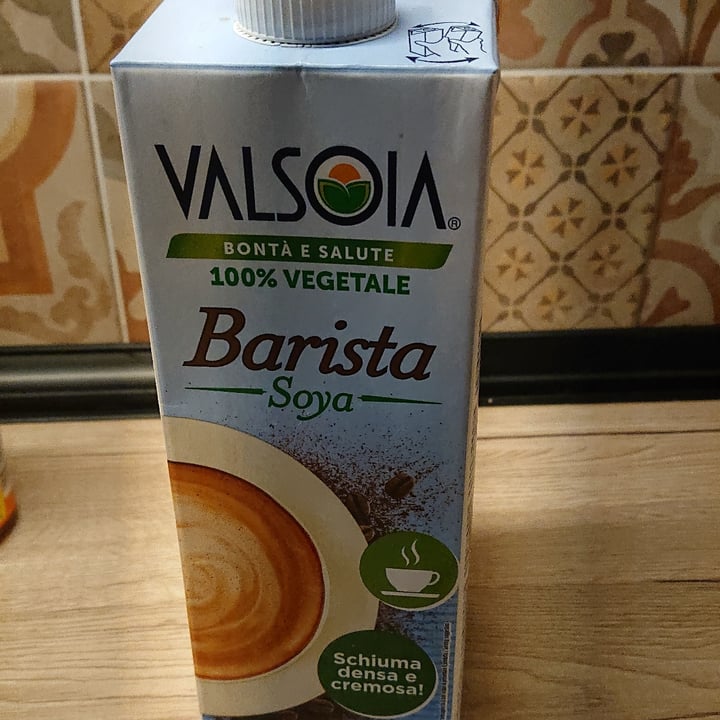 VALSOIA®
BONTÀ E SALUTE
100% VEGETALE
Barista
Soya
Schiuma
densa e
cremosa!